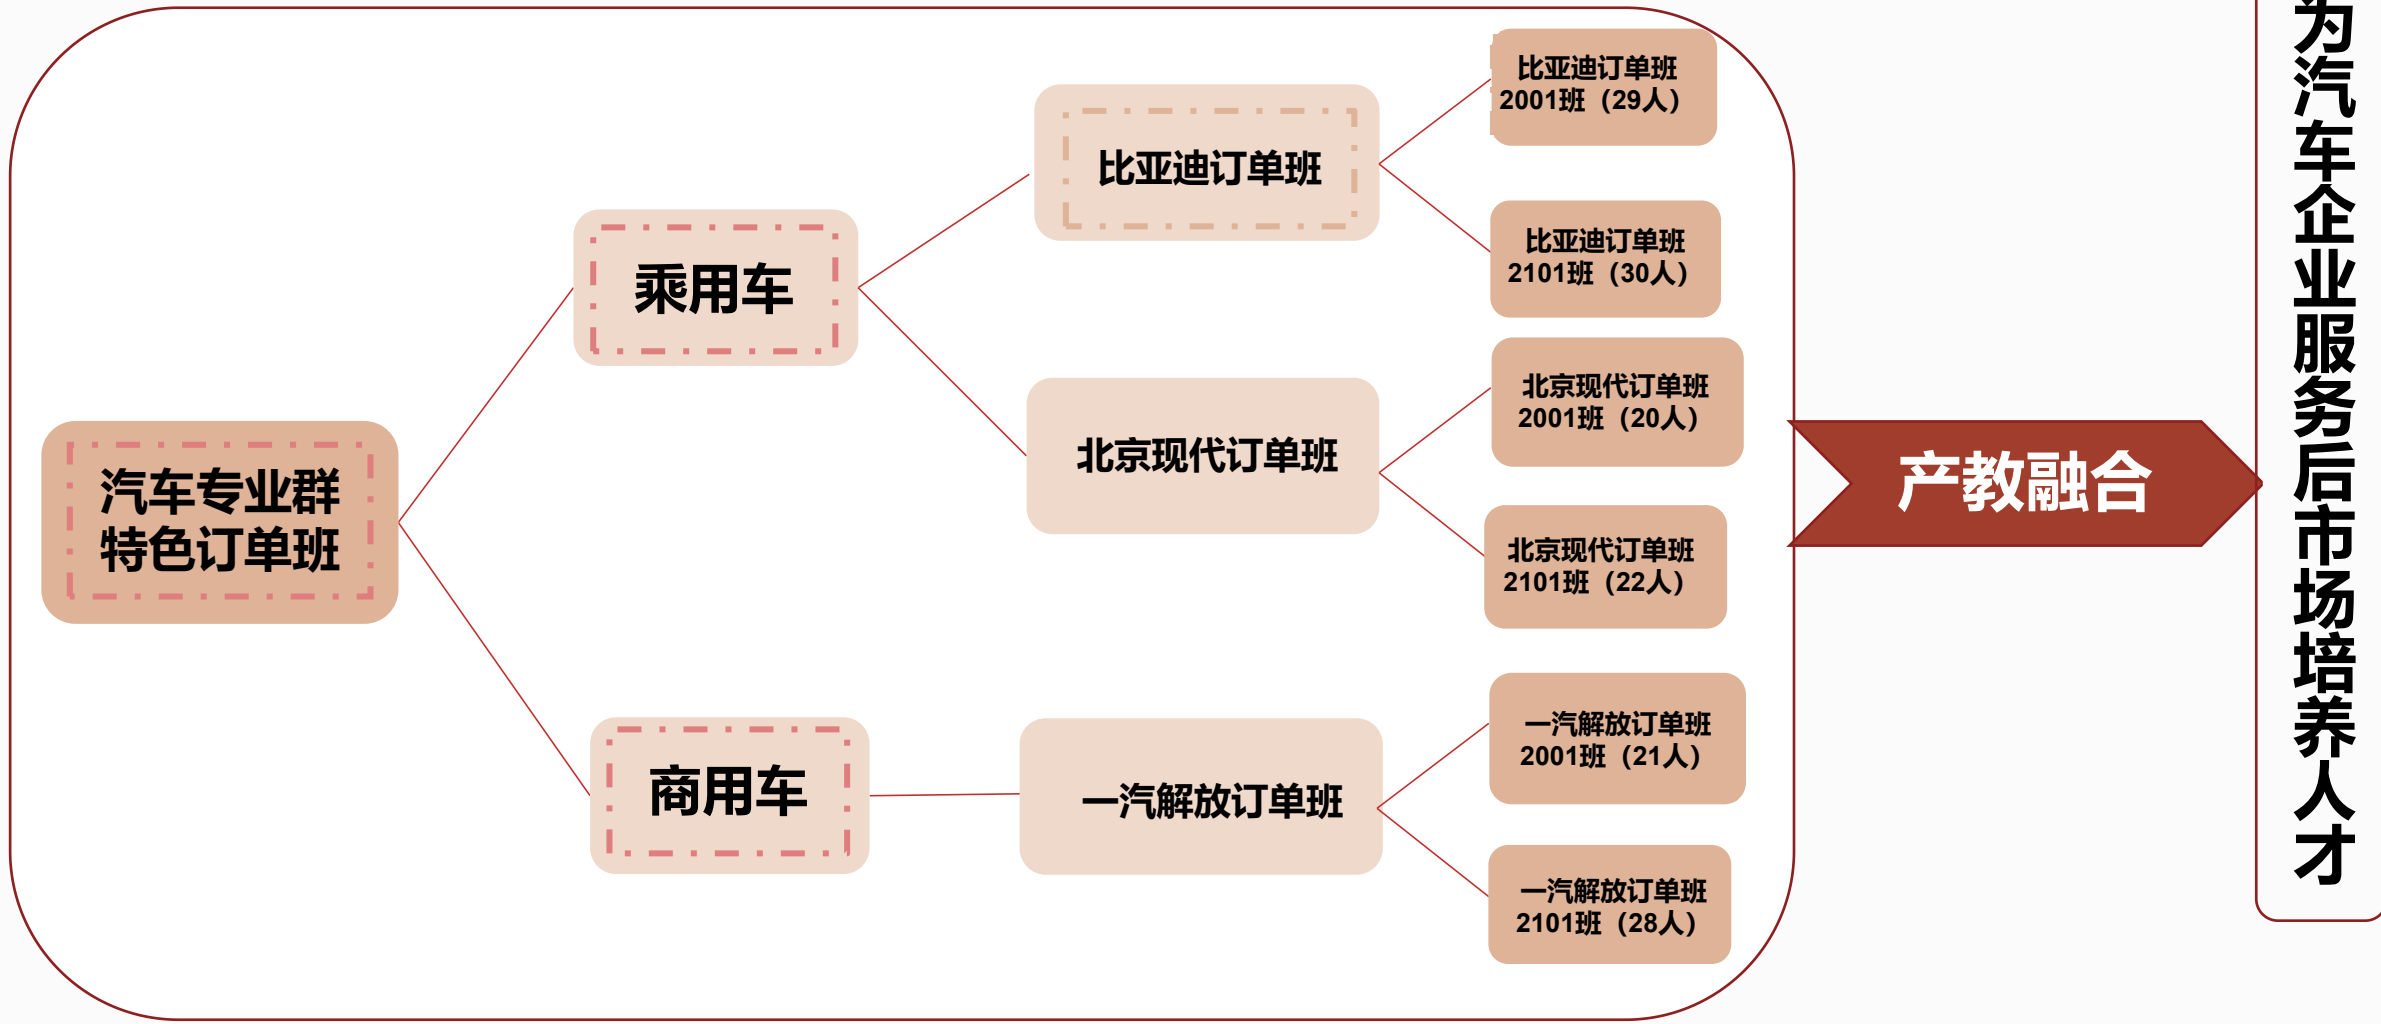 汽车专业群
特色订单班
乘用车
商用车
比亚迪订单班
北京现代订单班
一汽解放订单班
比亚迪订单班
2001班（29人）
比亚迪订单班
2101班（30人）
北京现代订单班
2001班（20人）
北京现代订单班
2101班（22人）
一汽解放订单班
2001班（21人）
一汽解放订单班
2101班（28人）
产教融合
为汽车企业服务后市场培养人才